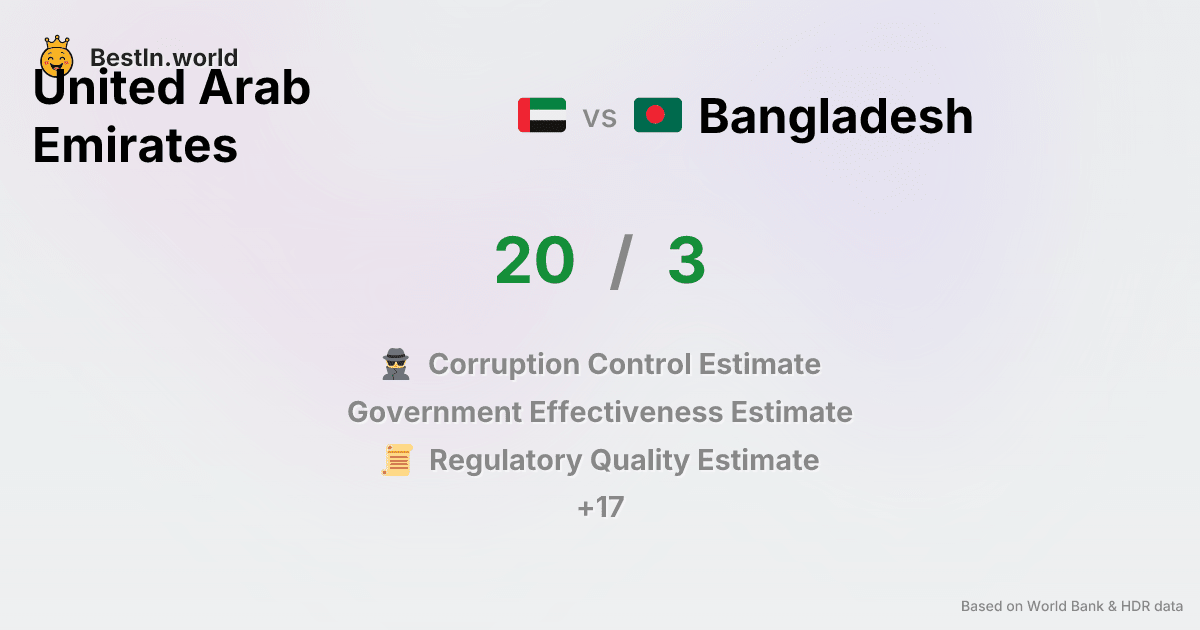 BestIn.world
United Arab
Emirates
vs
Bangladesh
20 / 3
Corruption Control Estimate
Government Effectiveness Estimate
Regulatory Quality Estimate
+17
Based on World Bank & HDR data